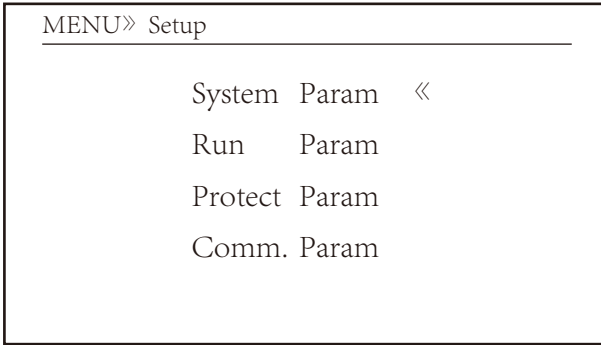 MENU》 Setup
System Param 《
Run Param
Protect Param
Comm. Param